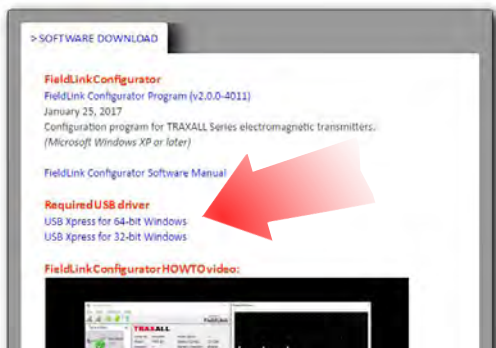 > SOFTWARE DOWNLOAD
FieldLink Configurator
FieldLink Configurator Program (v2.0.0-4011)
January 25, 2017
Configuration program for TRAXALL Series electromagnetic transmitters.
(Microsoft Windows XP or later)
FieldLink Configurator Software Manual
Required USB driver
USB Xpress for 64-bit Windows
USB Xpress for 32-bit Windows
FieldLink Configurator HOWTO video:
TRAXALL
FieldLink